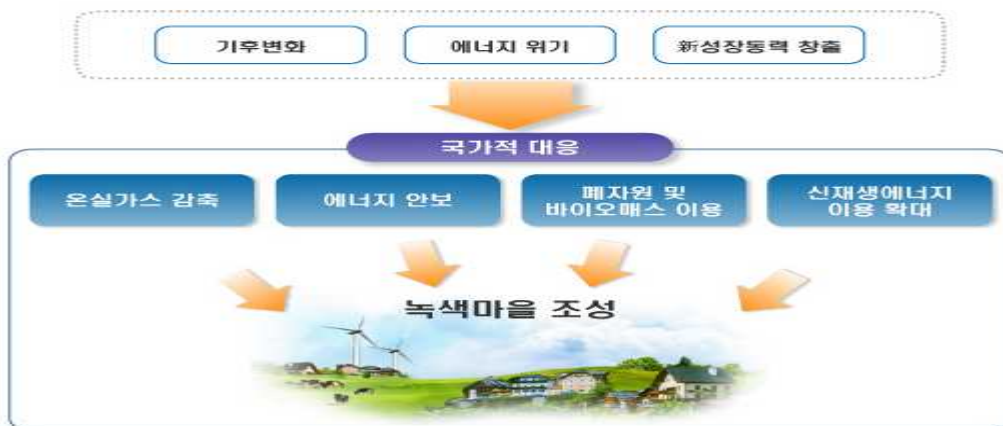 기후변화
에너지 위기
新성장동력 창출
국가적 대응
온실가스 감축
에너지 안보
폐자원 및
바이오매스 이용
신재생에너지
이용 확대
녹색마을 조성